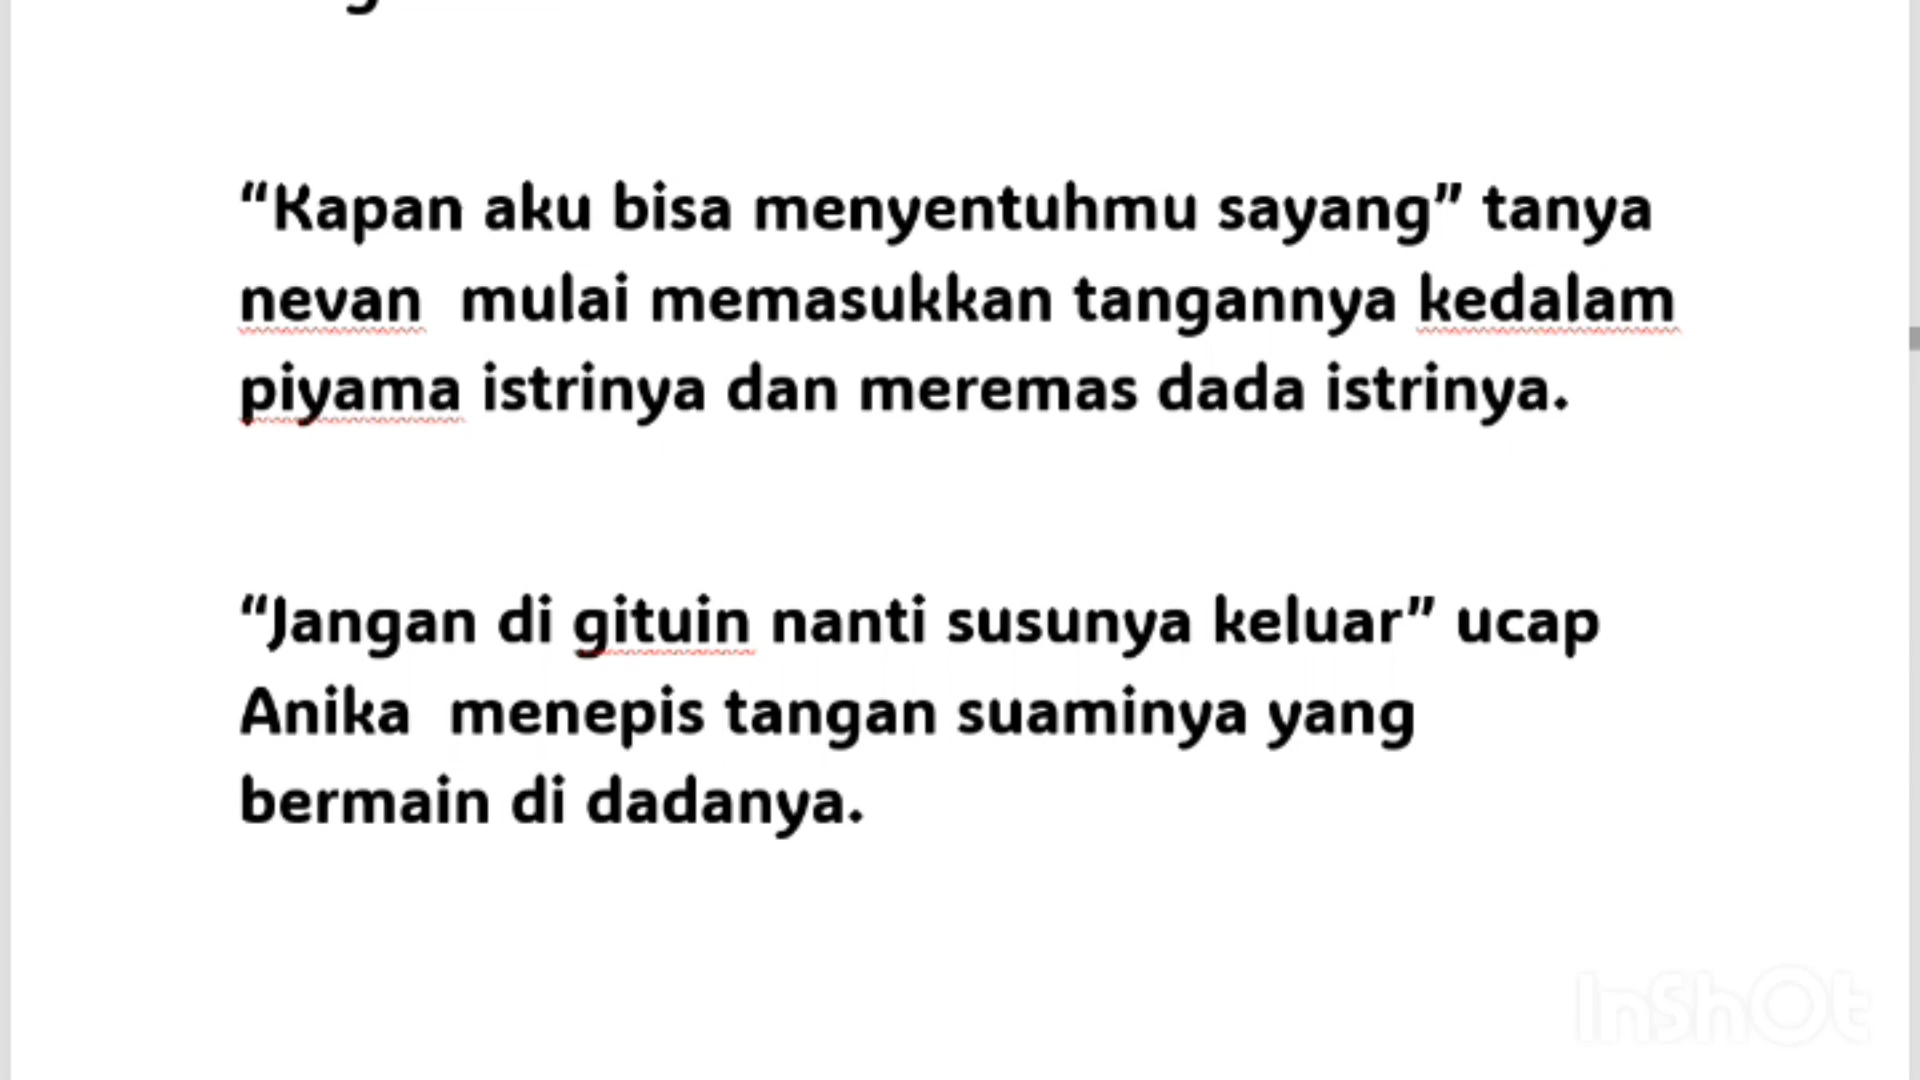 “Kapan aku bisa menyentuhmu sayang” tanya
nevan  mulai memasukkan tangannya kedalam
piyama istrinya dan meremas dada istrinya.
“Jangan di gituin nanti susunya keluar” ucap
Anika  menepis tangan suaminya yang
bermain di dadanya.
InShOt